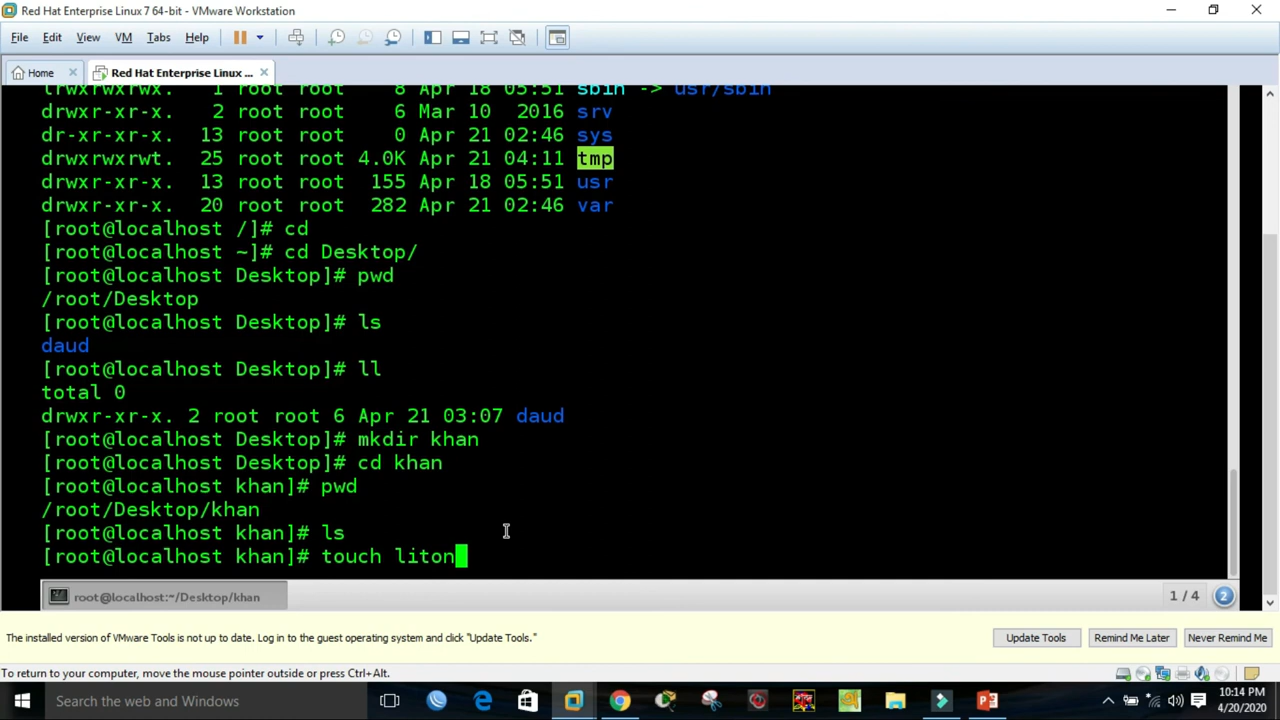 Red Hat Enterprise Linux 7 64-bit - VMware Workstation
File Edit View VM Tabs Help
Home Red Hat Enterprise Linux ...
lrwxrwxrwx. 1 root root 8 Apr 18 05:51 sbin -> usr/sbin
drwxr-xr-x. 2 root root 6 Mar 10 2016 srv
dr-xr-xr-x. 13 root root 0 Apr 21 02:46 sys
drwxrwxrwt. 25 root root 4.0K Apr 21 04:11 tmp
drwxr-xr-x. 13 root root 155 Apr 18 05:51 usr
drwxr-xr-x. 20 root root 282 Apr 21 02:46 var
[root@localhost /]# cd
[root@localhost ~]# cd Desktop/
[root@localhost Desktop]# pwd
/root/Desktop
[root@localhost Desktop]# ls
daud
[root@localhost Desktop]# ll
total 0
drwxr-xr-x. 2 root root 6 Apr 21 03:07 daud
[root@localhost Desktop]# mkdir khan
[root@localhost Desktop]# cd khan
[root@localhost khan]# pwd
/root/Desktop/khan
[root@localhost khan]# ls
[root@localhost khan]# touch liton
root@localhost:~/Desktop/khan 1 / 4 2
The installed version of VMware Tools is not up to date. Log in to the guest operating system and click "Update Tools." Update Tools Remind Me Later Never Remind Me
To return to your computer, move the mouse pointer outside or press Ctrl+Alt.
Search the web and Windows
10:14 PM
4/20/2020